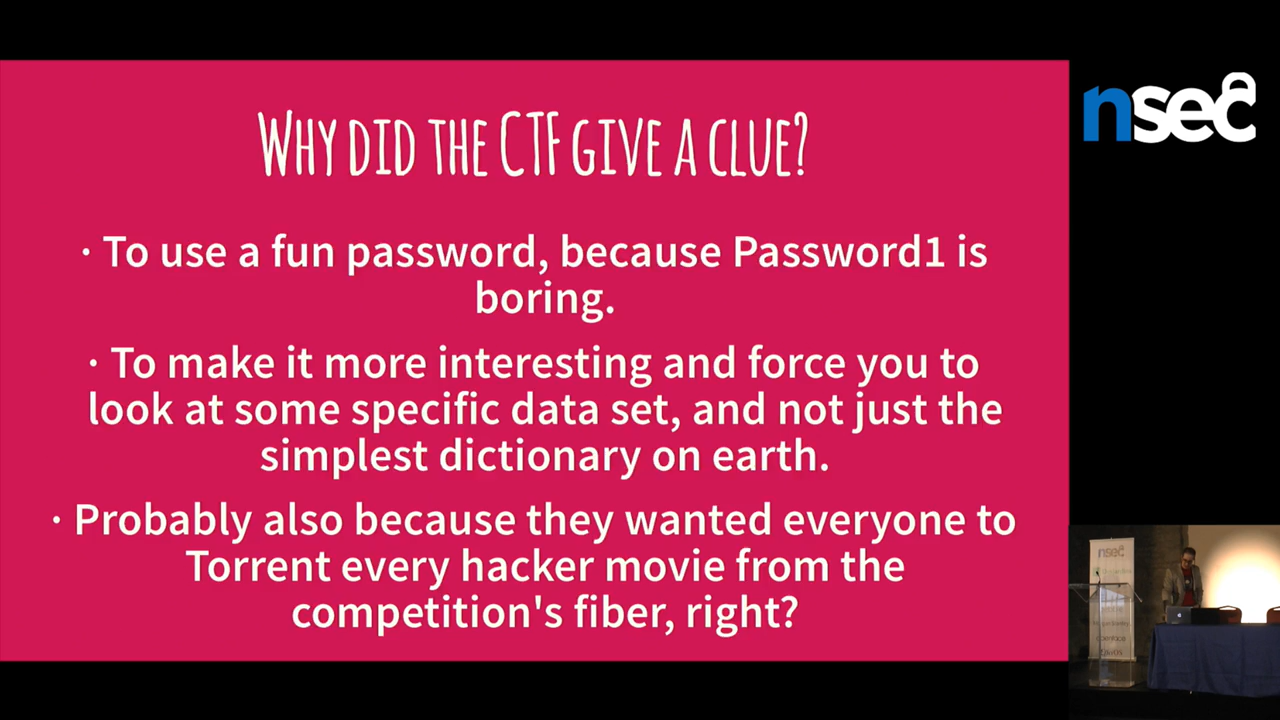 WHY DID THE CTF GIVE A CLUE?
· To use a fun password, because Password1 is
boring.
· To make it more interesting and force you to
look at some specific data set, and not just the
simplest dictionary on earth.
· Probably also because they wanted everyone to
Torrent every hacker movie from the
competition's fiber, right?
nsec
nsec